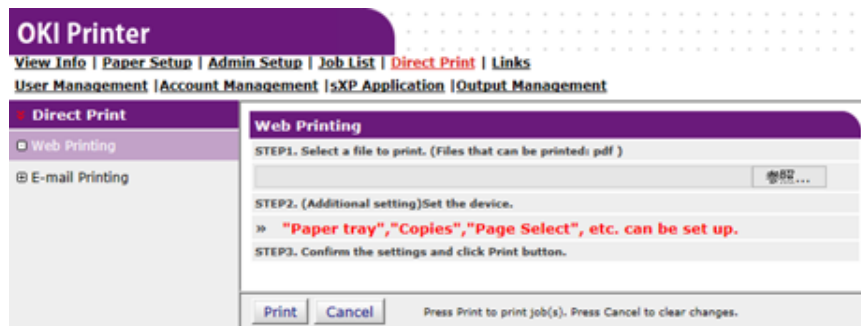 OKI Printer
View Info | Paper Setup | Admin Setup | Job List | Direct Print | Links
User Management |Account Management |sXP Application |Output Management
Direct Print
Web Printing
E-mail Printing
Web Printing
STEP1. Select a file to print. (Files that can be printed: pdf )
参照...
STEP2. (Additional setting)Set the device.
» "Paper tray","Copies","Page Select", etc. can be set up.
STEP3. Confirm the settings and click Print button.
Print Cancel Press Print to print job(s). Press Cancel to clear changes.